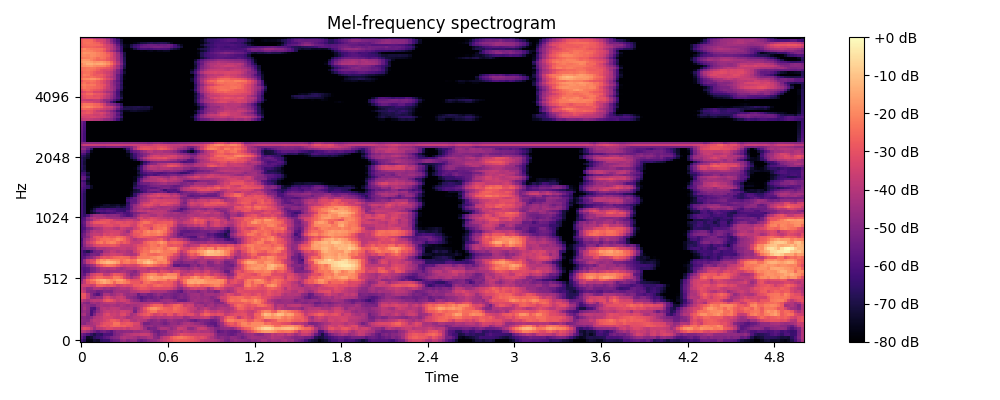 Mel-frequency spectrogram
Hz
4096
2048
1024
512
0
0
0.6
1.2
1.8
2.4
3
3.6
4.2
4.8
Time
+0 dB
-10 dB
-20 dB
-30 dB
-40 dB
-50 dB
-60 dB
-70 dB
-80 dB